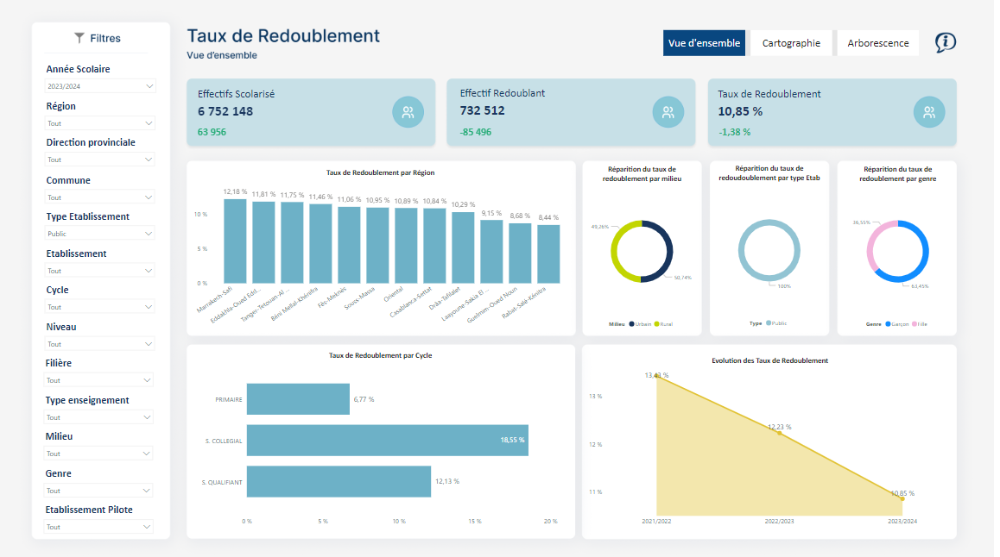 Filtres
Année Scolaire
2023/2024
Région
Tout
Direction provinciale
Tout
Commune
Tout
Type Etablissement
Public
Etablissement
Tout
Cycle
Tout
Niveau
Tout
Filière
Tout
Type enseignement
Tout
Milieu
Tout
Genre
Tout
Etablissement Pilote
Tout
Taux de Redoublement
Vue d'ensemble
Vue d'ensemble
Cartographie
Arborescence
i
Effectifs Scolarisé
6 752 148
63 956
Effectif Redoublant
732 512
-85 496
Taux de Redoublement
10,85 %
-1,38 %
Taux de Redoublement par Région
12,18 % 11,81 % 11,75 % 11,46 % 11,06 % 10,95 % 10,89 % 10,84 % 10,29 % 9,15 % 8,68 % 8,44 %
10 %
5 %
0 %
Marrakech-Safi
Eddakhla-Oued Edd...
Tanger-Tetouan-Al ...
Béni Mellal-Khénifra
Fès-Meknès
Souss-Massa
Oriental
Casablanca-Settat
Drâa-Tafilalet
Laayoune-Sakia El ...
Guelmim-Oued Noun
Rabat-Salé-Kénitra
Réparition du taux de
redoublement par milieu
49,26%
50,74%
Milieu Urbain Rural
Réparition du taux de
redoudoublement par type Etab
100%
Type Public
Réparition du taux de
redoublement par genre
36,55%
63,45%
Genre Garçon Fille
Taux de Redoublement par Cycle
PRIMAIRE 6,77 %
S. COLLEGIAL 18,55 %
S. QUALIFIANT 12,13 %
0 % 5 % 10 % 15 % 20 %
Evolution des Taux de Redoublement
13,43 %
13 %
12,23 %
12 %
11 %
10,85 %
2021/2022 2022/2023 2023/2024